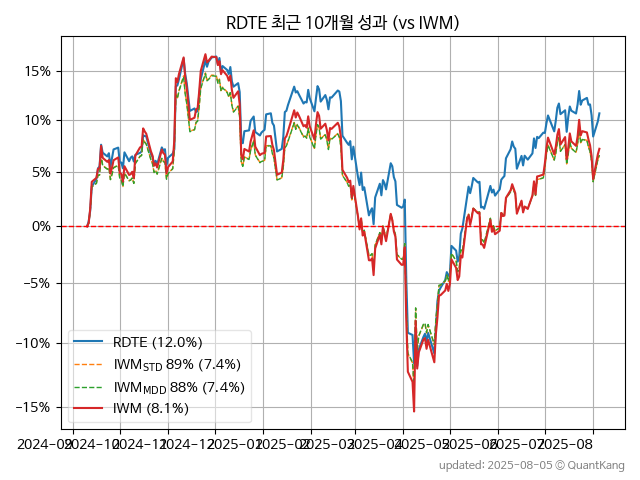 RDTE 최근 10개월 성과 (vs IWM)
15%
10%
5%
0%
−5%
−10%
−15%
RDTE (12.0%)
IWM_STD 89% (7.4%)
IWM_MDD 88% (7.4%)
IWM (8.1%)
2024-09 2024-10 2024-11 2024-12 2025-01 2025-02 2025-03 2025-04 2025-05 2025-06 2025-07 2025-08
updated: 2025-08-05 © QuantKang